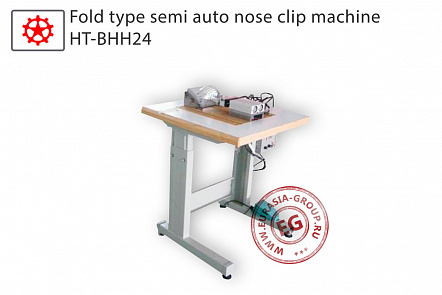 Fold type semi auto nose clip machine
HT-BHH24
WWW.EURASIA-GROUP.RU
EG